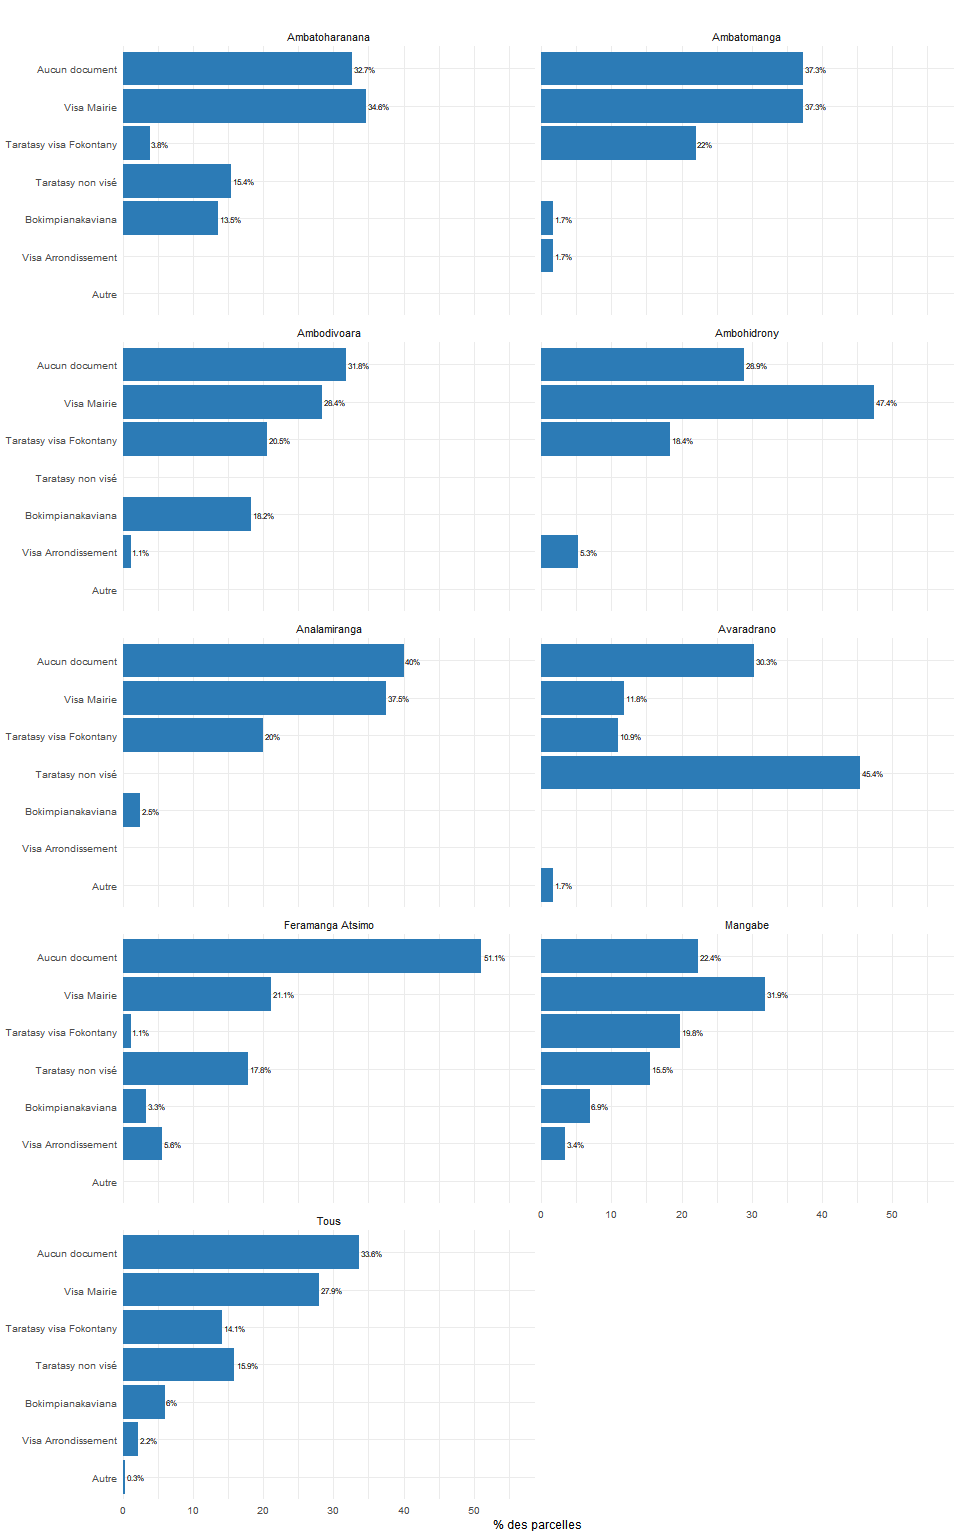 Ambatoharanana
Ambatomanga
Aucun document
32.7%
37.3%
Visa Mairie
34.6%
37.3%
Taratasy visa Fokontany
3.8%
22%
Taratasy non visé
15.4%
Bokimpianakaviana
13.5%
1.7%
Visa Arrondissement
1.7%
Autre
Ambodivoara
Ambohidrony
Aucun document
31.8%
28.9%
Visa Mairie
28.4%
47.4%
Taratasy visa Fokontany
20.5%
18.4%
Taratasy non visé
Bokimpianakaviana
18.2%
Visa Arrondissement
1.1%
5.3%
Autre
Analamiranga
Avaradrano
Aucun document
40%
30.3%
Visa Mairie
37.5%
11.8%
Taratasy visa Fokontany
20%
10.9%
Taratasy non visé
45.4%
Bokimpianakaviana
2.5%
Visa Arrondissement
Autre
1.7%
Feramanga Atsimo
Mangabe
Aucun document
51.1%
22.4%
Visa Mairie
21.1%
31.9%
Taratasy visa Fokontany
1.1%
19.8%
Taratasy non visé
17.8%
15.5%
Bokimpianakaviana
3.3%
6.9%
Visa Arrondissement
5.6%
3.4%
Autre
0 10 20 30 40 50
Tous
Aucun document
33.6%
Visa Mairie
27.9%
Taratasy visa Fokontany
14.1%
Taratasy non visé
15.9%
Bokimpianakaviana
6%
Visa Arrondissement
2.2%
Autre
0.3%
0 10 20 30 40 50
% des parcelles